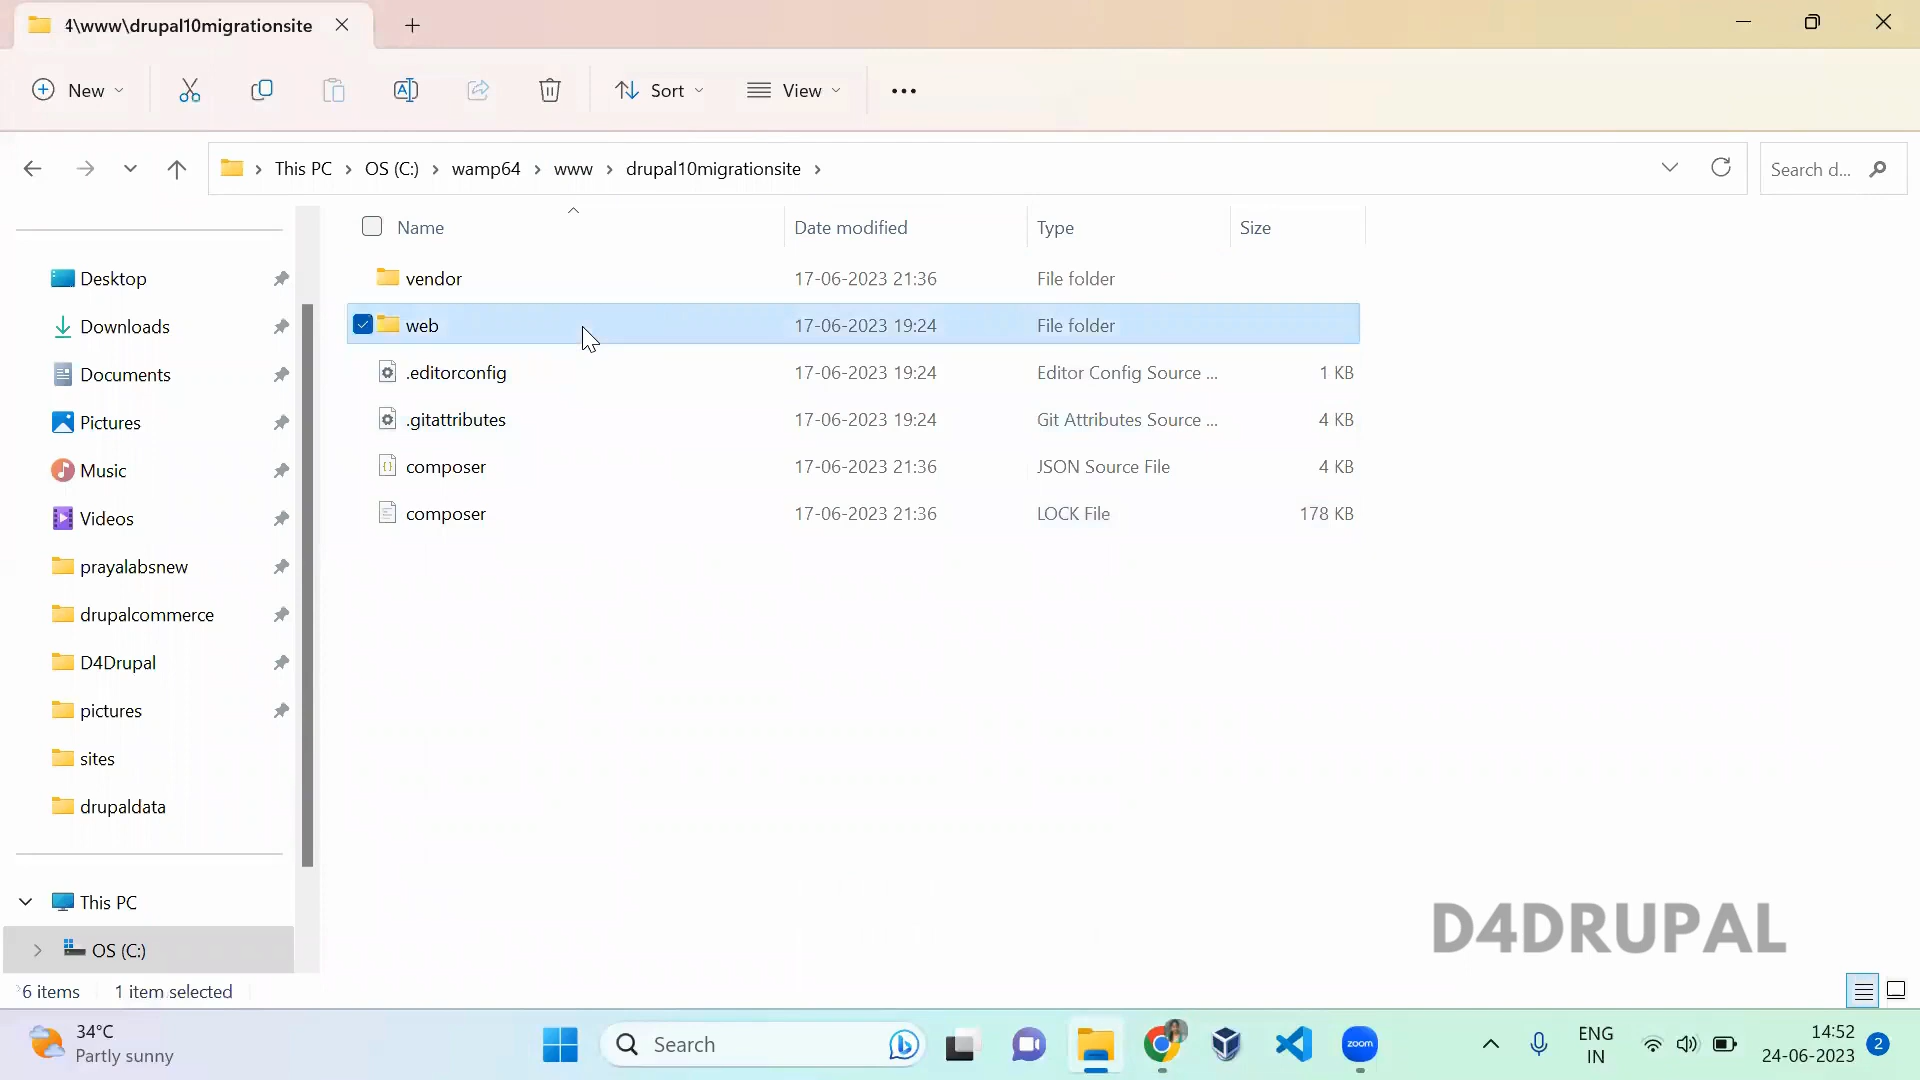 4\www\drupal10migrationsite
New
Sort
View
This PC > OS (C:) > wamp64 > www > drupal10migrationsite >
Search d...
Name Date modified Type Size
vendor 17-06-2023 21:36 File folder
web 17-06-2023 19:24 File folder
.editorconfig 17-06-2023 19:24 Editor Config Source ... 1 KB
.gitattributes 17-06-2023 19:24 Git Attributes Source ... 4 KB
composer 17-06-2023 21:36 JSON Source File 4 KB
composer 17-06-2023 21:36 LOCK File 178 KB
Desktop
Downloads
Documents
Pictures
Music
Videos
prayalabsnew
drupalcommerce
D4Drupal
pictures
sites
drupaldata
This PC
OS (C:)
D4DRUPAL
6 items 1 item selected
34°C
Partly sunny
Search
zoom
ENG
IN
14:52
24-06-2023
2